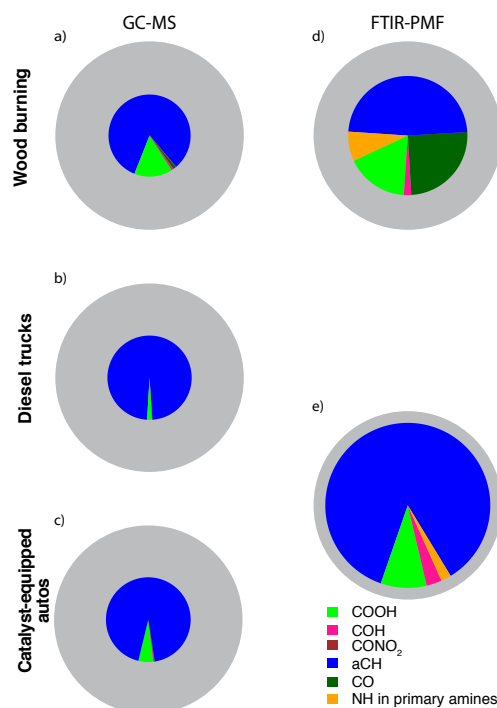 GC-MS
FTIR-PMF
a)
d)
Wood burning
b)
Diesel trucks
e)
c)
Catalyst-equipped
autos
COOH
COH
CONO₂
aCH
CO
NH in primary amines